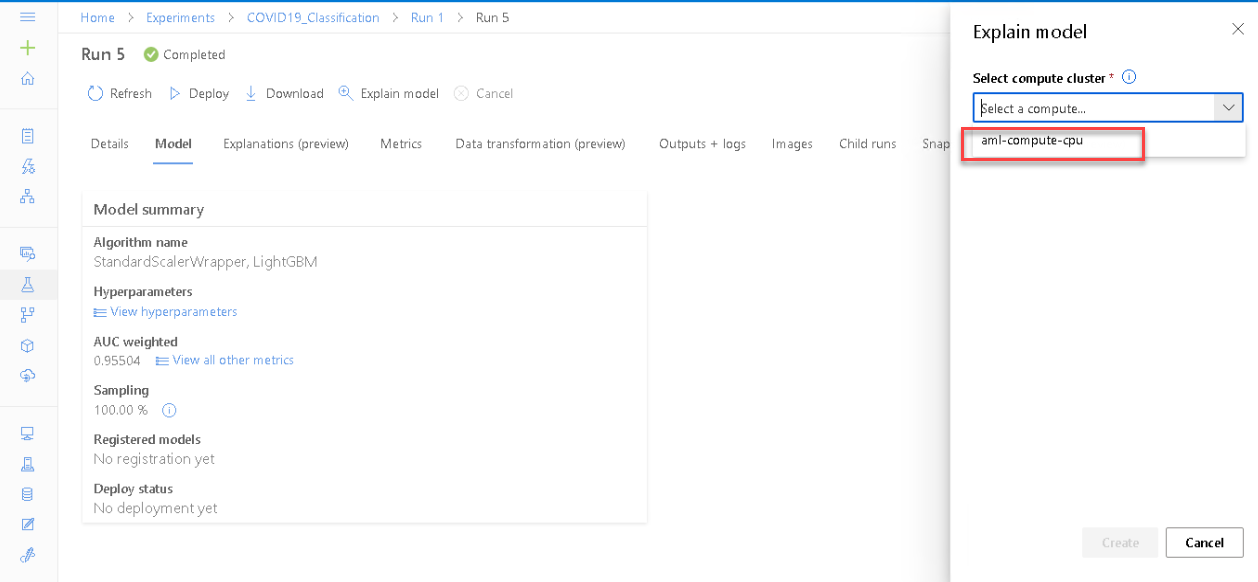 Home > Experiments > COVID19_Classification > Run 1 > Run 5
Run 5 Completed
Refresh Deploy Download Explain model Cancel
Details Model Explanations (preview) Metrics Data transformation (preview) Outputs + logs Images Child runs Snap
Model summary
Algorithm name
StandardScalerWrapper, LightGBM
Hyperparameters
View hyperparameters
AUC weighted
0.95504 View all other metrics
Sampling
100.00 %
Registered models
No registration yet
Deploy status
No deployment yet
Explain model
Select compute cluster *
Select a compute...
aml-compute-cpu
Create Cancel